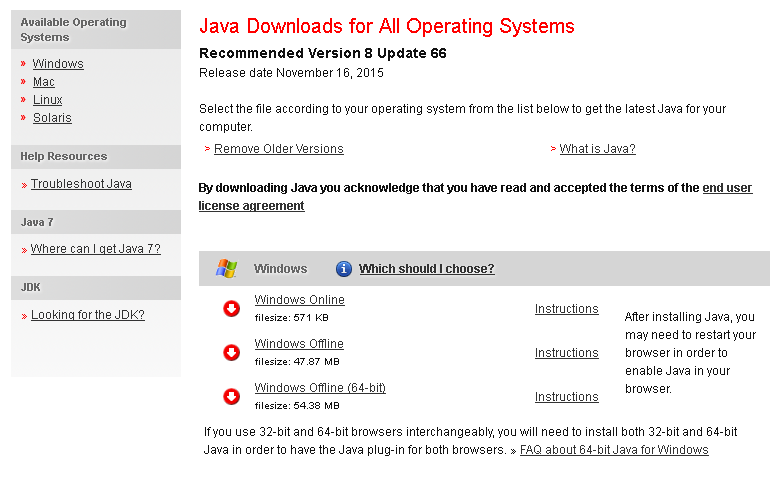 Available Operating
Systems
Windows
Mac
Linux
Solaris
Help Resources
Troubleshoot Java
Java 7
Where can I get Java 7?
JDK
Looking for the JDK?
Java Downloads for All Operating Systems
Recommended Version 8 Update 66
Release date November 16, 2015
Select the file according to your operating system from the list below to get the latest Java for your
computer.
Remove Older Versions
What is Java?
By downloading Java you acknowledge that you have read and accepted the terms of the end user
license agreement
Windows
Which should I choose?
Windows Online
filesize: 571 KB
Instructions
Windows Offline
filesize: 47.87 MB
Instructions
Windows Offline (64-bit)
filesize: 54.38 MB
Instructions
After installing Java, you
may need to restart your
browser in order to
enable Java in your
browser.
If you use 32-bit and 64-bit browsers interchangeably, you will need to install both 32-bit and 64-bit
Java in order to have the Java plug-in for both browsers. » FAQ about 64-bit Java for Windows